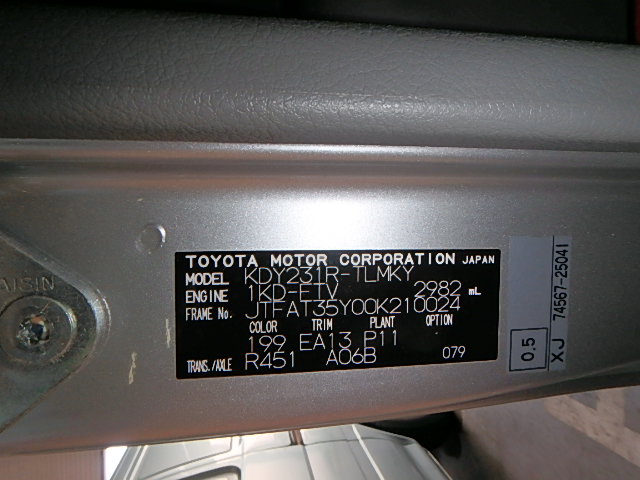 TOYOTA MOTOR CORPORATION JAPAN
MODEL KDY231R-TLMKY
ENGINE 1KD-FTV 2982 mL
FRAME No. JTFAT35Y00K210024
COLOR TRIM PLANT OPTION
199 EA13 P11
TRANS./AXLE R451 A06B 079
74567-25041
0.5 XJ
AISIN